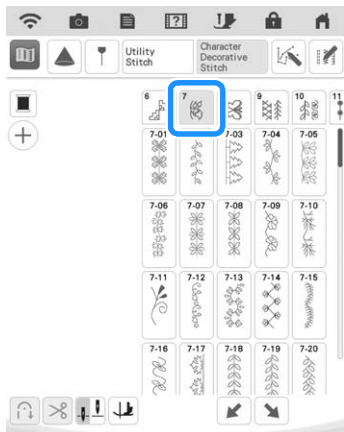 ?
Utility
Stitch
Character
Decorative
Stitch
6 7 9 10 11
7-01 7-03 7-04 7-05
7-06 7-07 7-08 7-09 7-10
7-11 7-12 7-13 7-14 7-15
7-16 7-17 7-18 7-19 7-20